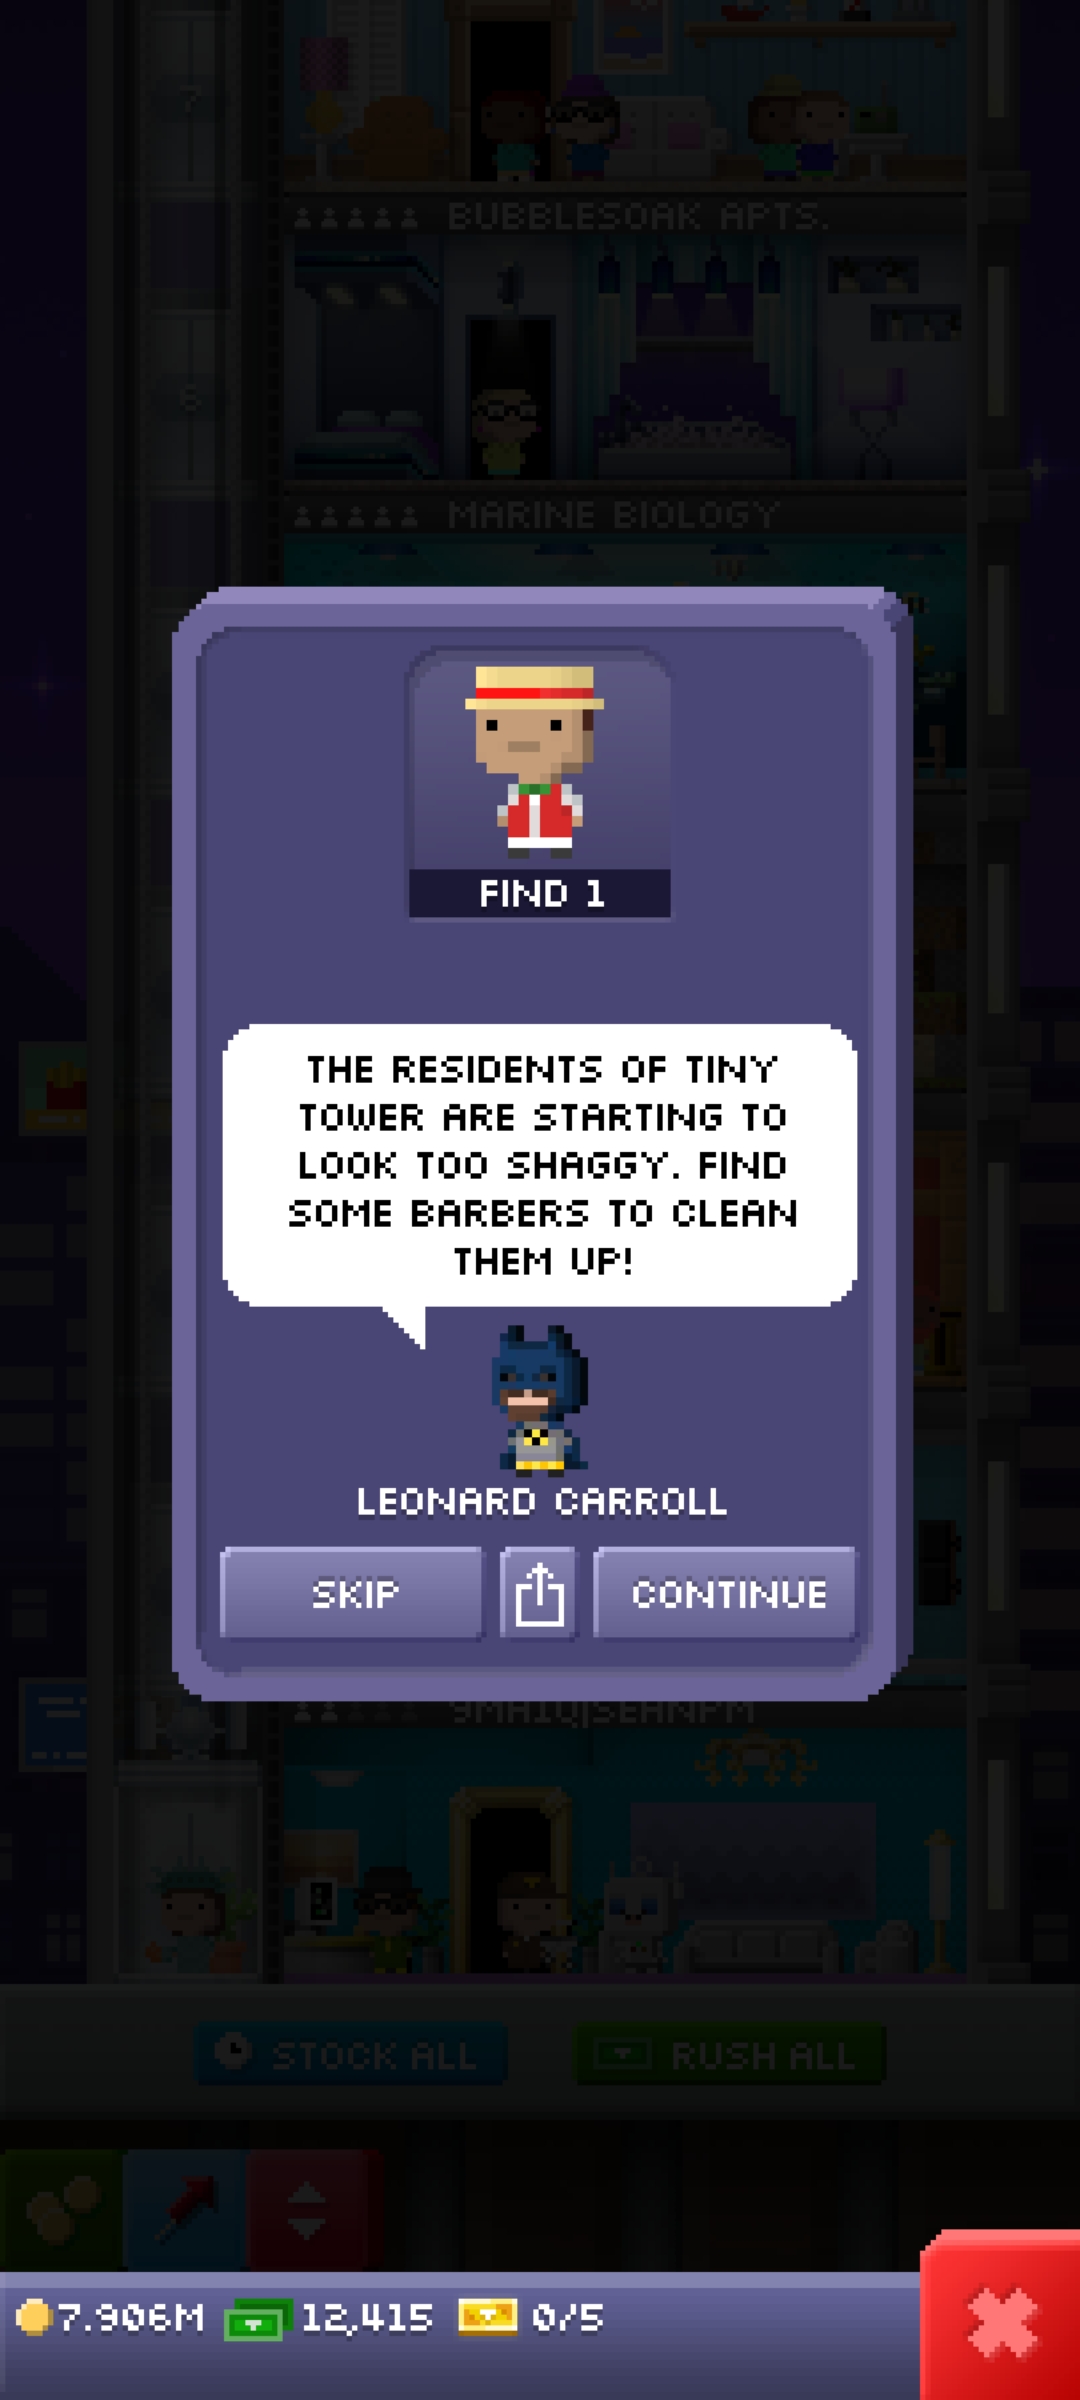 7
BUBBLESOAK APTS.
6
MARINE BIOLOGY
FIND 1
THE RESIDENTS OF TINY
TOWER ARE STARTING TO
LOOK TOO SHAGGY. FIND
SOME BARBERS TO CLEAN
THEM UP!
LEONARD CARROLL
SKIP
CONTINUE
STOCK ALL
RUSH ALL
7.906M
12,415
0/5